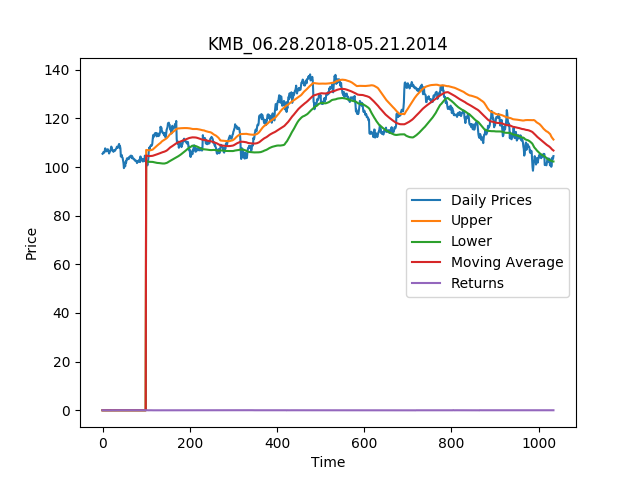 KMB_06.28.2018-05.21.2014
140
120
100
80
60
40
20
0
Price
Daily Prices
Upper
Lower
Moving Average
Returns
0 200 400 600 800 1000
Time